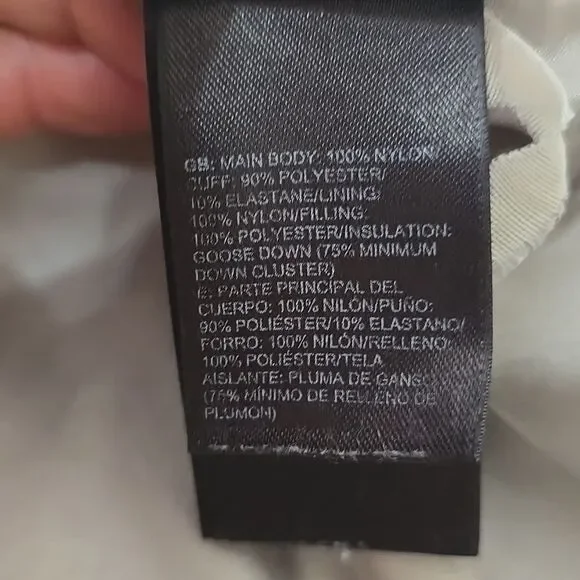 GB: MAIN BODY: 100% NYLON/
CUFF: 90% POLYESTER/
10% ELASTANE/LINING:
100% NYLON/FILLING:
100% POLYESTER/INSULATION:
GOOSE DOWN (75% MINIMUM
DOWN CLUSTER)
E: PARTE PRINCIPAL DEL
CUERPO: 100% NILÓN/PUÑO:
90% POLIÉSTER/10% ELASTANO/
FORRO: 100% NILÓN/RELLENO:
100% POLIÉSTER/TELA
AISLANTE: PLUMA DE GANSO
(75% MÍNIMO DE RELLENO DE
PLUMÓN)